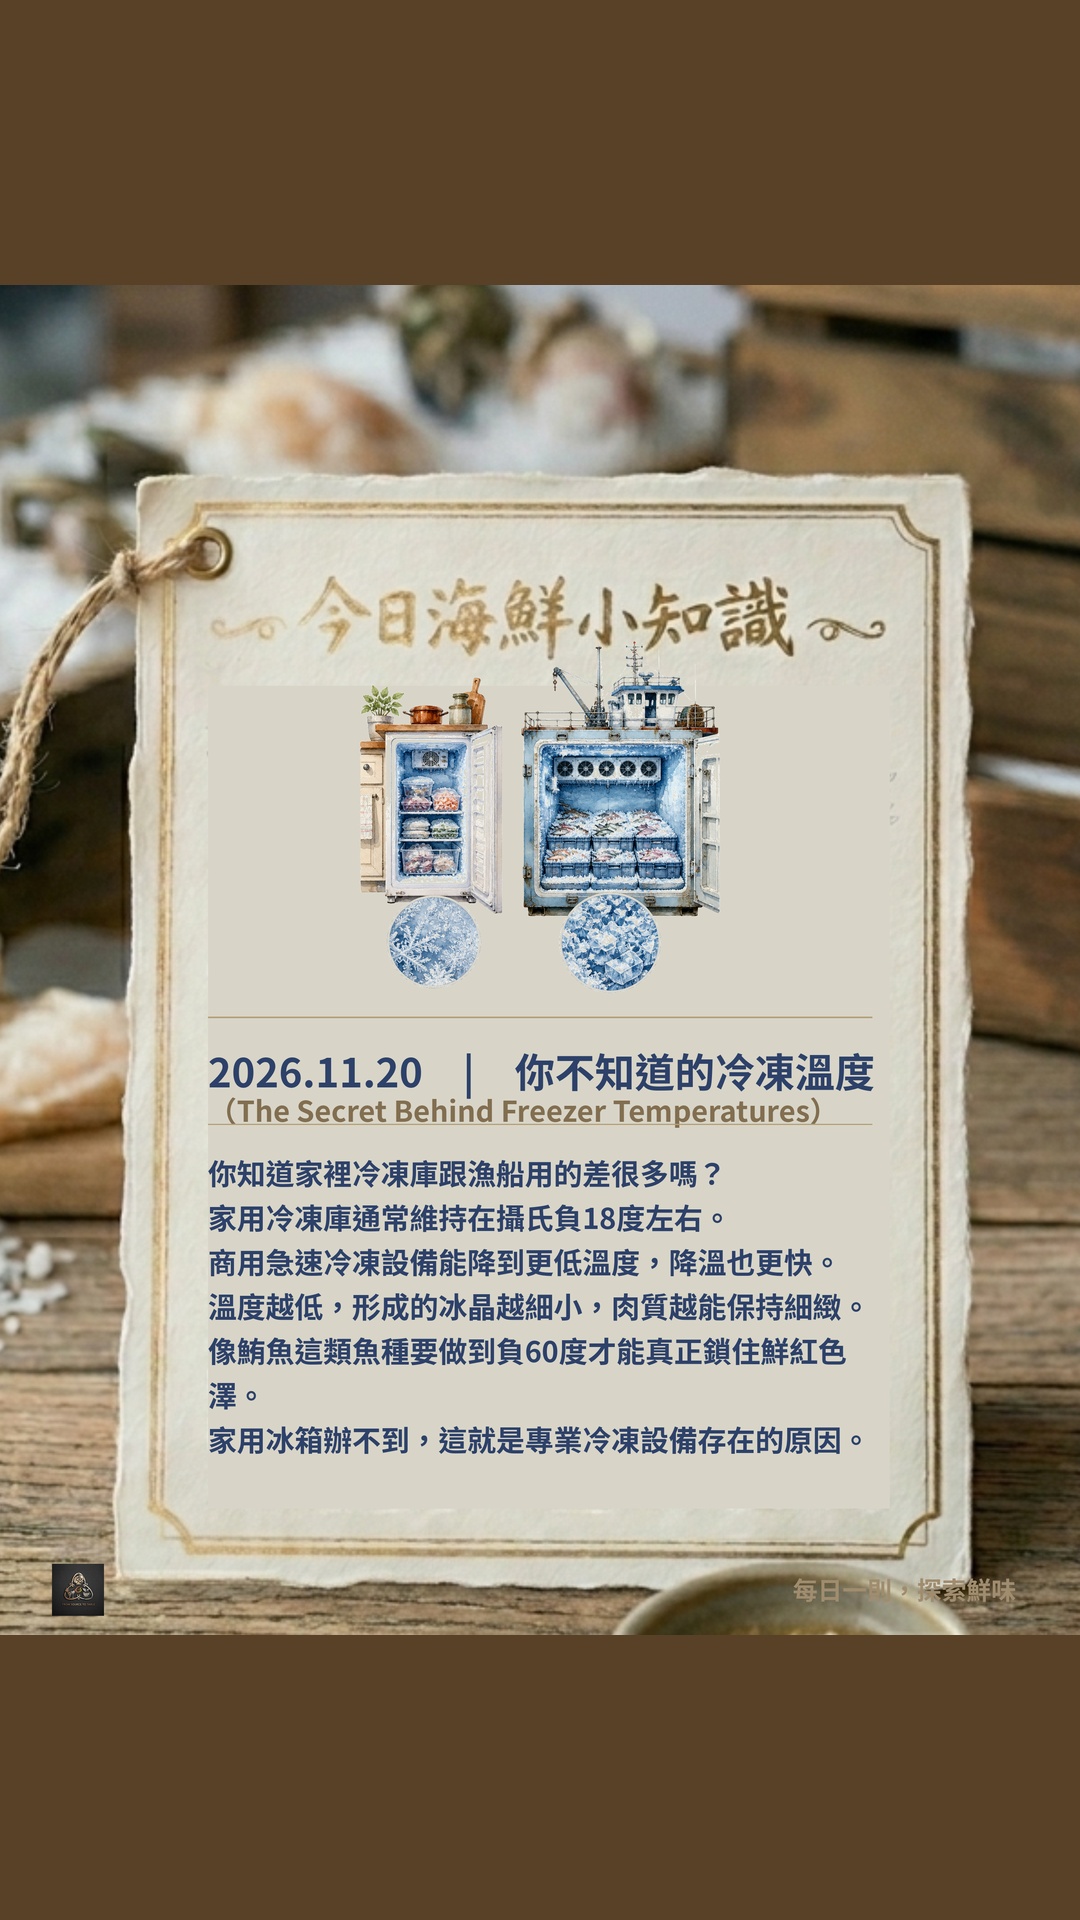 今日海鮮小知識
2026.11.20 | 你不知道的冷凍溫度
（The Secret Behind Freezer Temperatures）
你知道家裡冷凍庫跟漁船用的差很多嗎？
家用冷凍庫通常維持在攝氏負18度左右。
商用急速冷凍設備能降到更低溫度，降溫也更快。
溫度越低，形成的冰晶越細小，肉質越能保持細緻。
像鮪魚這類魚種要做到負60度才能真正鎖住鮮紅色
澤。
家用冰箱辦不到，這就是專業冷凍設備存在的原因。
每日一則，探索鮮味